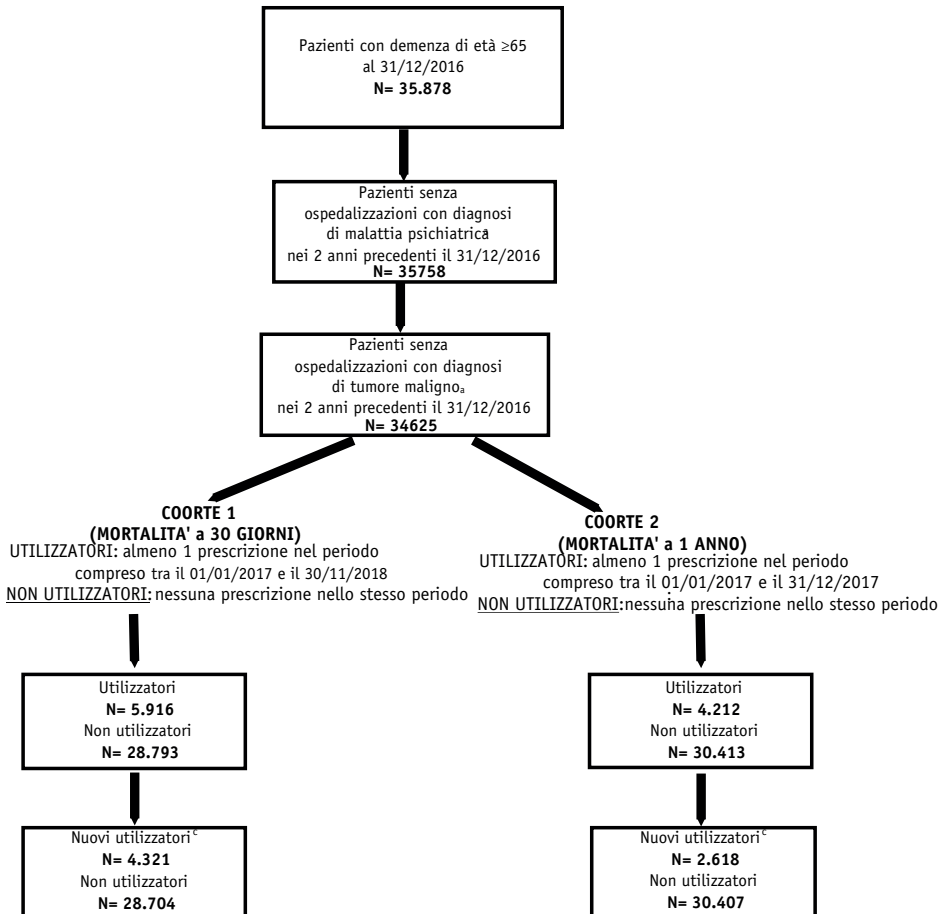 Pazienti con demenza di età ≥65
al 31/12/2016
N= 35.878
Pazienti senza
ospedalizzazioni con diagnosi
di malattia psichiatrica
nei 2 anni precedenti il 31/12/2016
N= 35758
Pazienti senza
ospedalizzazioni con diagnosi
di tumore maligno a
nei 2 anni precedenti il 31/12/2016
N= 34625
COORTE 1
(MORTALITA' a 30 GIORNI)
UTILIZZATORI: almeno 1 prescrizione nel periodo
compreso tra il 01/01/2017 e il 30/11/2018
NON UTILIZZATORI: nessuna prescrizione nello stesso periodo
Utilizzatori
N= 5.916
Non utilizzatori
N= 28.793
Nuovi utilizzatori c
N= 4.321
Non utilizzatori
N= 28.704
COORTE 2
(MORTALITA' a 1 ANNO)
UTILIZZATORI: almeno 1 prescrizione nel periodo
compreso tra il 01/01/2017 e il 31/12/2017
NON UTILIZZATORI: nessuna prescrizione nello stesso periodo
Utilizzatori
N= 4.212
Non utilizzatori
N= 30.413
Nuovi utilizzatori c
N= 2.618
Non utilizzatori
N= 30.407